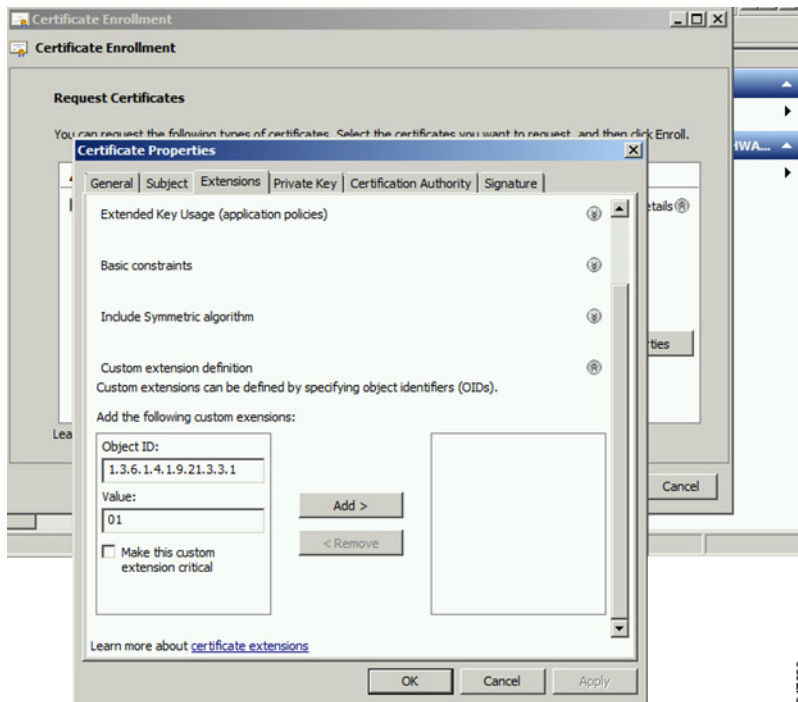 Certificate Enrollment
Certificate Enrollment
Request Certificates
You can request the following types of certificates. Select the certificates you want to request, and then click Enroll.
Certificate Properties
General Subject Extensions Private Key Certification Authority Signature
Extended Key Usage (application policies)
Basic constraints
Include Symmetric algorithm
Custom extension definition
Custom extensions can be defined by specifying object identifiers (OIDs).
Add the following custom exensions:
Object ID:
1.3.6.1.4.1.9.21.3.3.1
Value:
01
Make this custom
extension critical
Add >
< Remove
Learn more about certificate extensions
OK Cancel Apply
Cancel